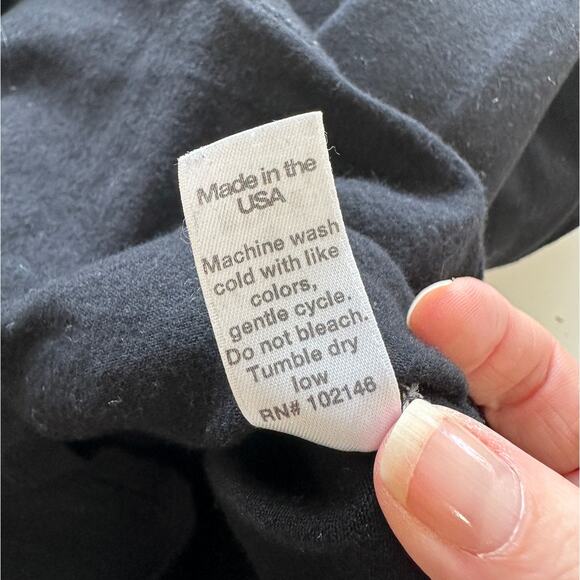 Made in the
USA
Machine wash
cold with like
colors,
gentle cycle.
Do not bleach.
Tumble dry
low
RN# 102146